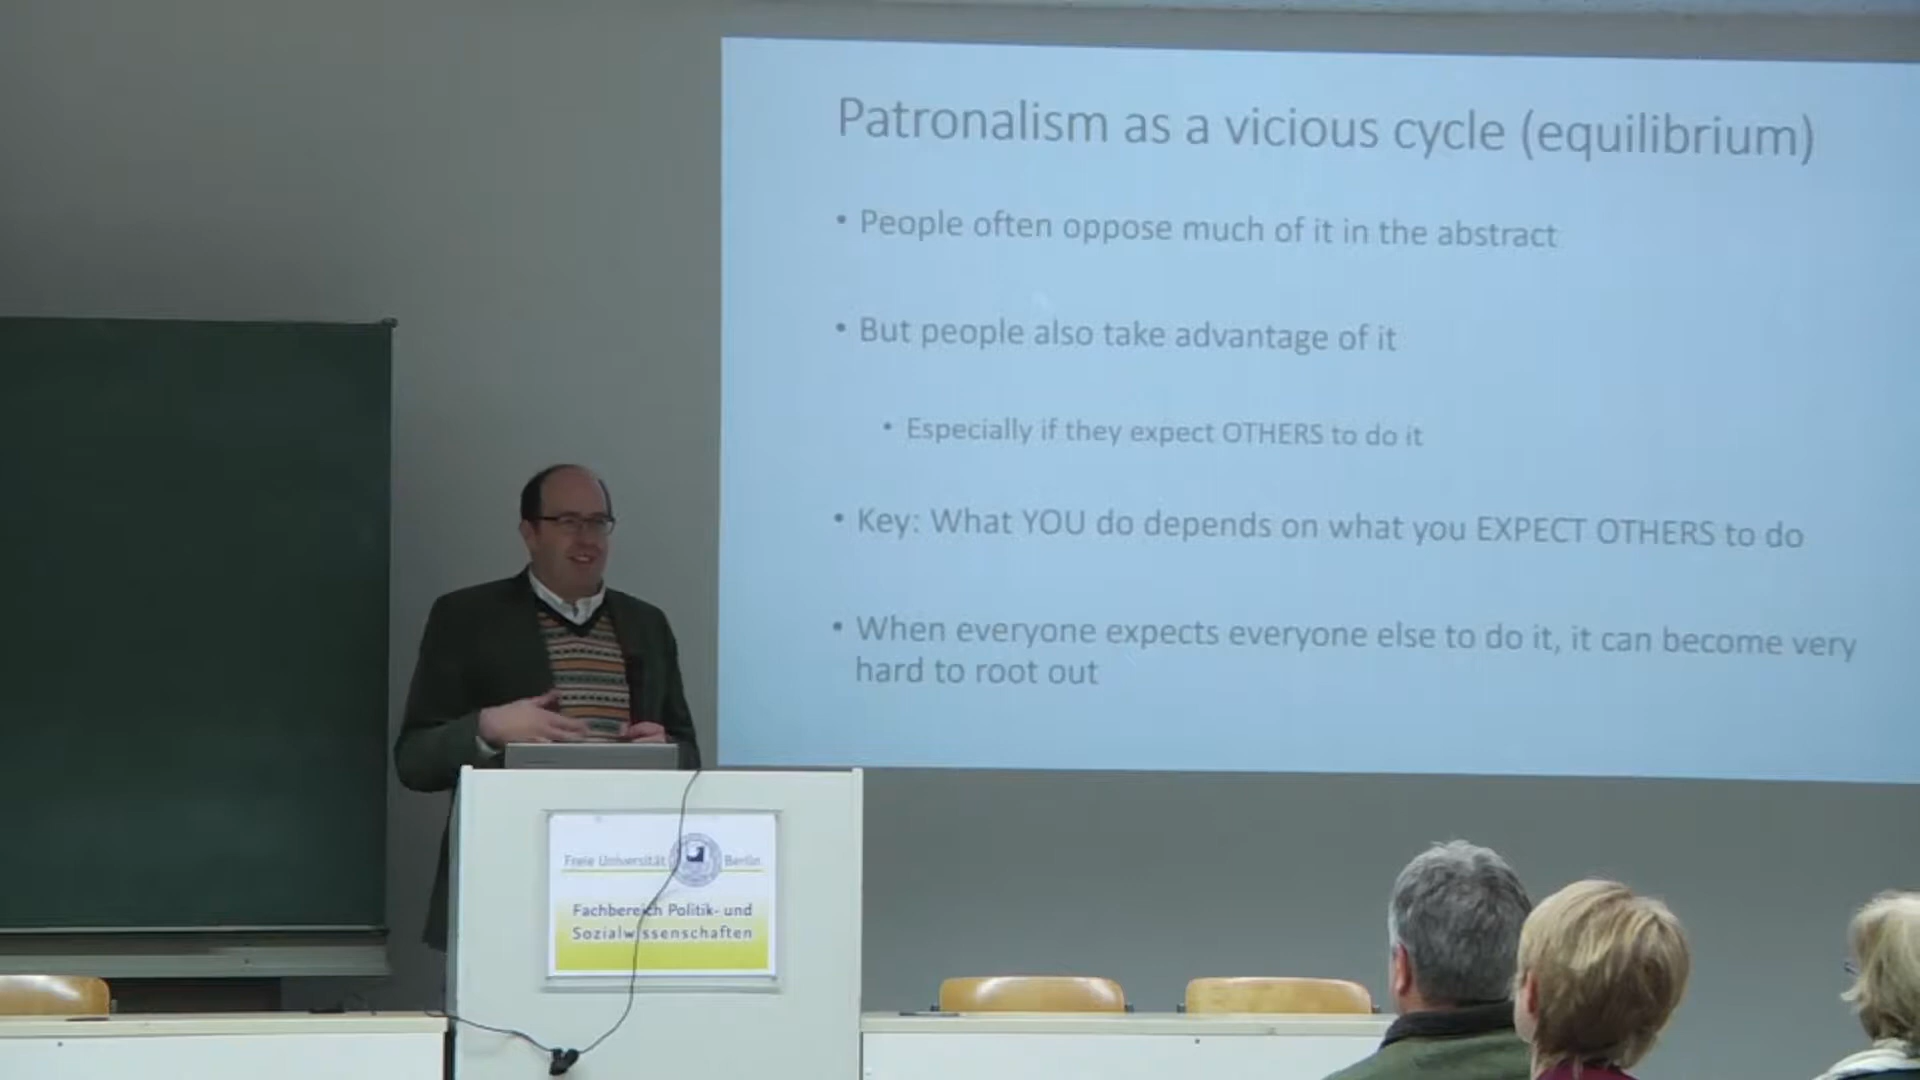 Patronalism as a vicious cycle (equilibrium)
• People often oppose much of it in the abstract
• But people also take advantage of it
• Especially if they expect OTHERS to do it
• Key: What YOU do depends on what you EXPECT OTHERS to do
• When everyone expects everyone else to do it, it can become very
hard to root out
Freie Universität Berlin
Fachbereich Politik- und
Sozialwissenschaften